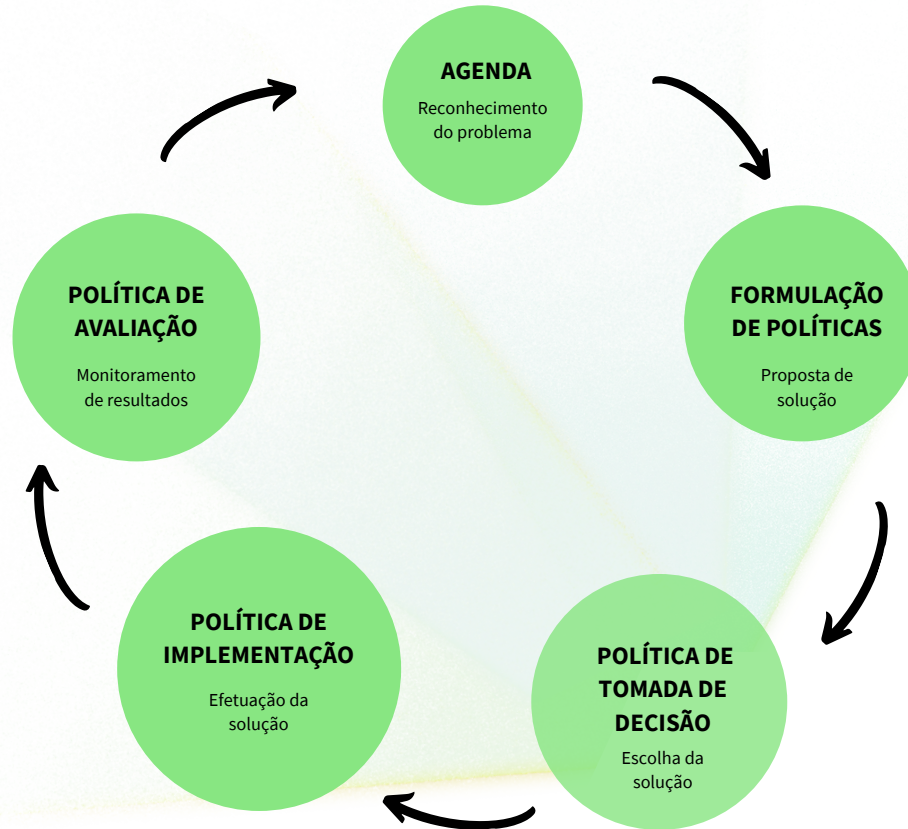 AGENDA
Reconhecimento
do problema
FORMULAÇÃO
DE POLÍTICAS
Proposta de
solução
POLÍTICA DE
TOMADA DE
DECISÃO
Escolha da
solução
POLÍTICA DE
IMPLEMENTAÇÃO
Efetuação da
solução
POLÍTICA DE
AVALIAÇÃO
Monitoramento
de resultados